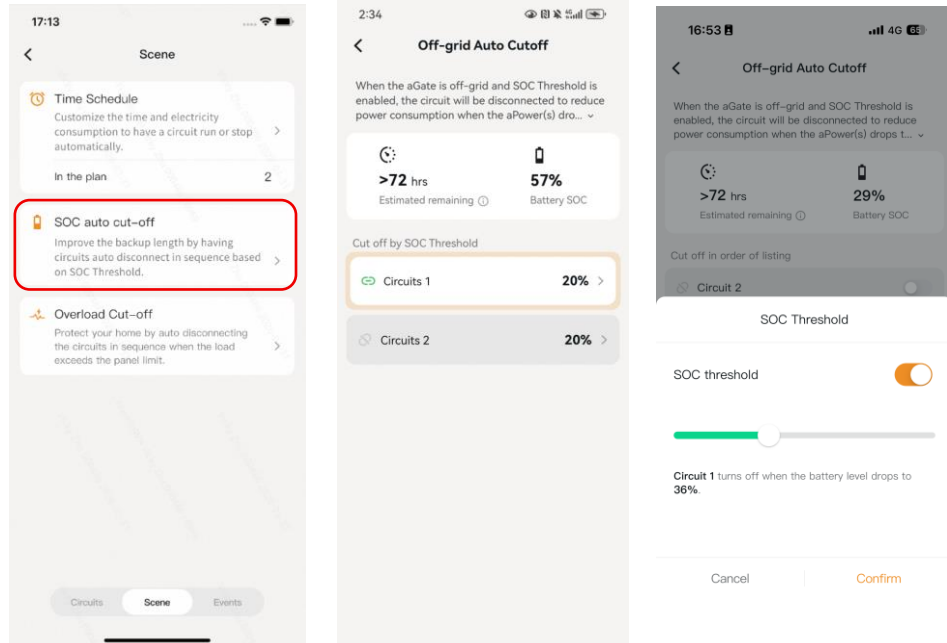 17:13
Scene
Time Schedule
Customize the time and electricity
consumption to have a circuit run or stop
automatically.
In the plan 2
SOC auto cut-off
Improve the backup length by having
circuits auto disconnect in sequence based
on SOC Threshold.
Overload Cut-off
Protect your home by auto disconnecting
the circuits in sequence when the load
exceeds the panel limit.
Circuits Scene Events
2:34
Off-grid Auto Cutoff
When the aGate is off-grid and SOC Threshold is
enabled, the circuit will be disconnected to reduce
power consumption when the aPower(s) dro...
>72 hrs 57%
Estimated remaining Battery SOC
Cut off by SOC Threshold
Circuits 1 20%
Circuits 2 20%
16:53 4G
Off-grid Auto Cutoff
When the aGate is off-grid and SOC Threshold is
enabled, the circuit will be disconnected to reduce
power consumption when the aPower(s) drops t...
>72 hrs 29%
Estimated remaining Battery SOC
Cut off in order of listing
Circuit 2
SOC Threshold
SOC threshold
Circuit 1 turns off when the battery level drops to
36%.
Cancel Confirm